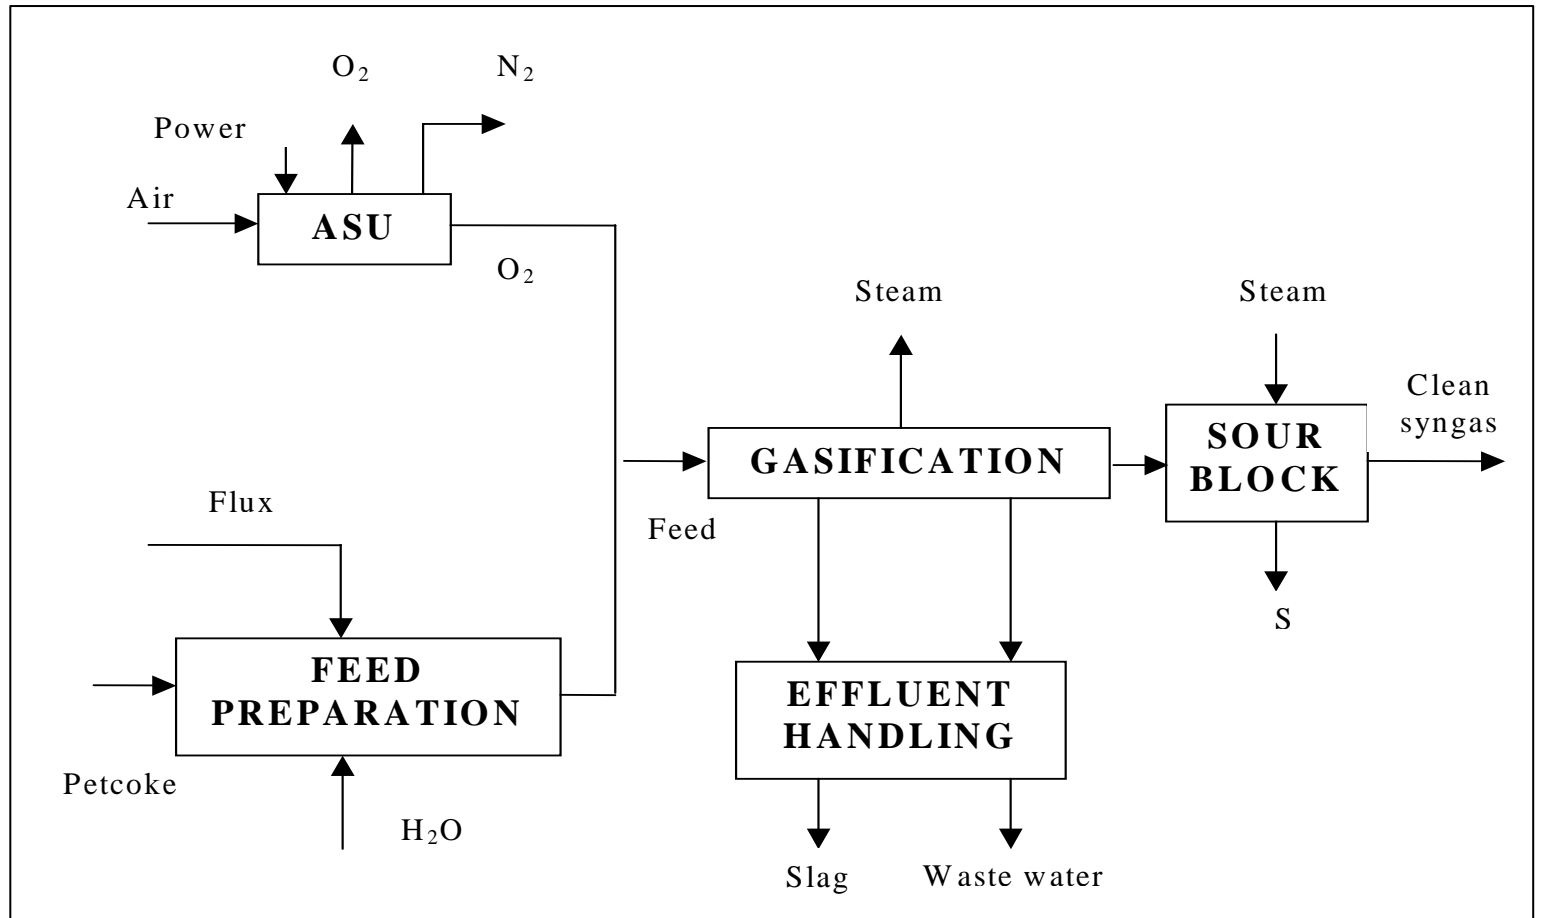 O₂
N₂
Power
Air
ASU
O₂
Steam
Steam
Clean
syngas
SOUR
BLOCK
GASIFICATION
Flux
Feed
S
FEED
PREPARATION
EFFLUENT
HANDLING
Petcoke
H₂O
Slag
Waste water